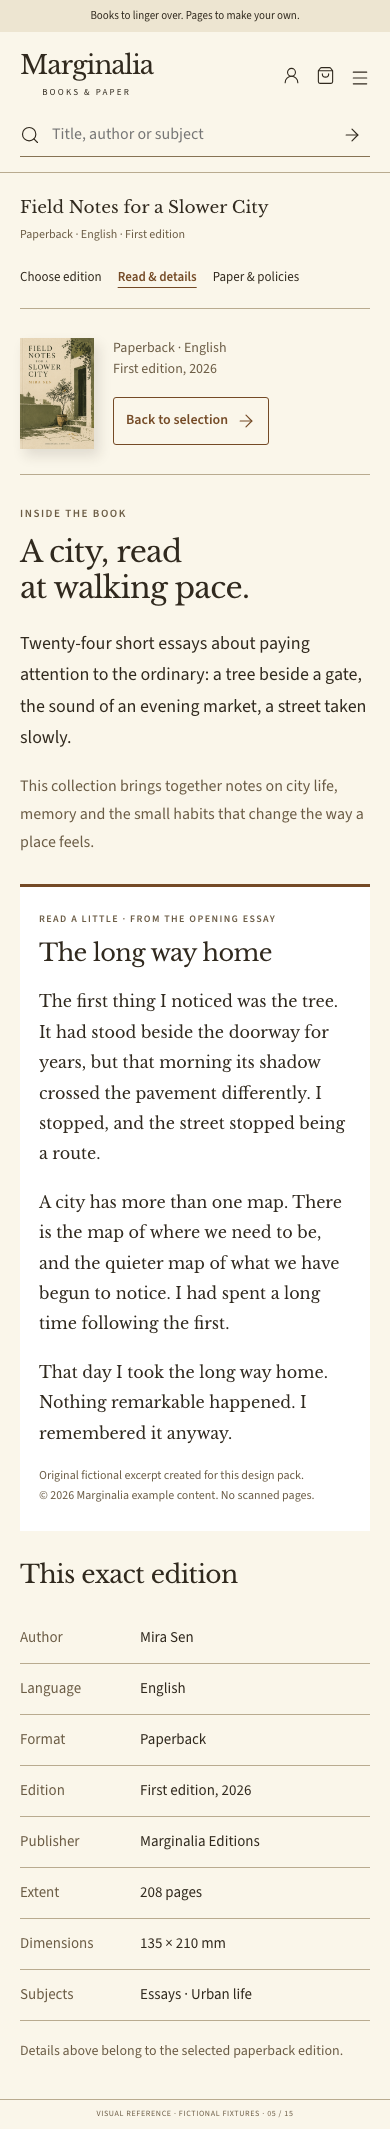 Books to linger over. Pages to make your own.
Marginalia
BOOKS & PAPER
Title, author or subject
Field Notes for a Slower City
Paperback · English · First edition
Choose edition Read & details Paper & policies
FIELD
NOTES
FOR A
SLOWER
CITY
MIRA SEN
Paperback · English
First edition, 2026
Back to selection
INSIDE THE BOOK
A city, read
at walking pace.
Twenty-four short essays about paying
attention to the ordinary: a tree beside a gate,
the sound of an evening market, a street taken
slowly.
This collection brings together notes on city life,
memory and the small habits that change the way a
place feels.
READ A LITTLE · FROM THE OPENING ESSAY
The long way home
The first thing I noticed was the tree.
It had stood beside the doorway for
years, but that morning its shadow
crossed the pavement differently. I
stopped, and the street stopped being
a route.
A city has more than one map. There
is the map of where we need to be,
and the quieter map of what we have
begun to notice. I had spent a long
time following the first.
That day I took the long way home.
Nothing remarkable happened. I
remembered it anyway.
Original fictional excerpt created for this design pack.
© 2026 Marginalia example content. No scanned pages.
This exact edition
Author Mira Sen
Language English
Format Paperback
Edition First edition, 2026
Publisher Marginalia Editions
Extent 208 pages
Dimensions 135 × 210 mm
Subjects Essays · Urban life
Details above belong to the selected paperback edition.
VISUAL REFERENCE · FICTIONAL FIXTURES · 05 / 15